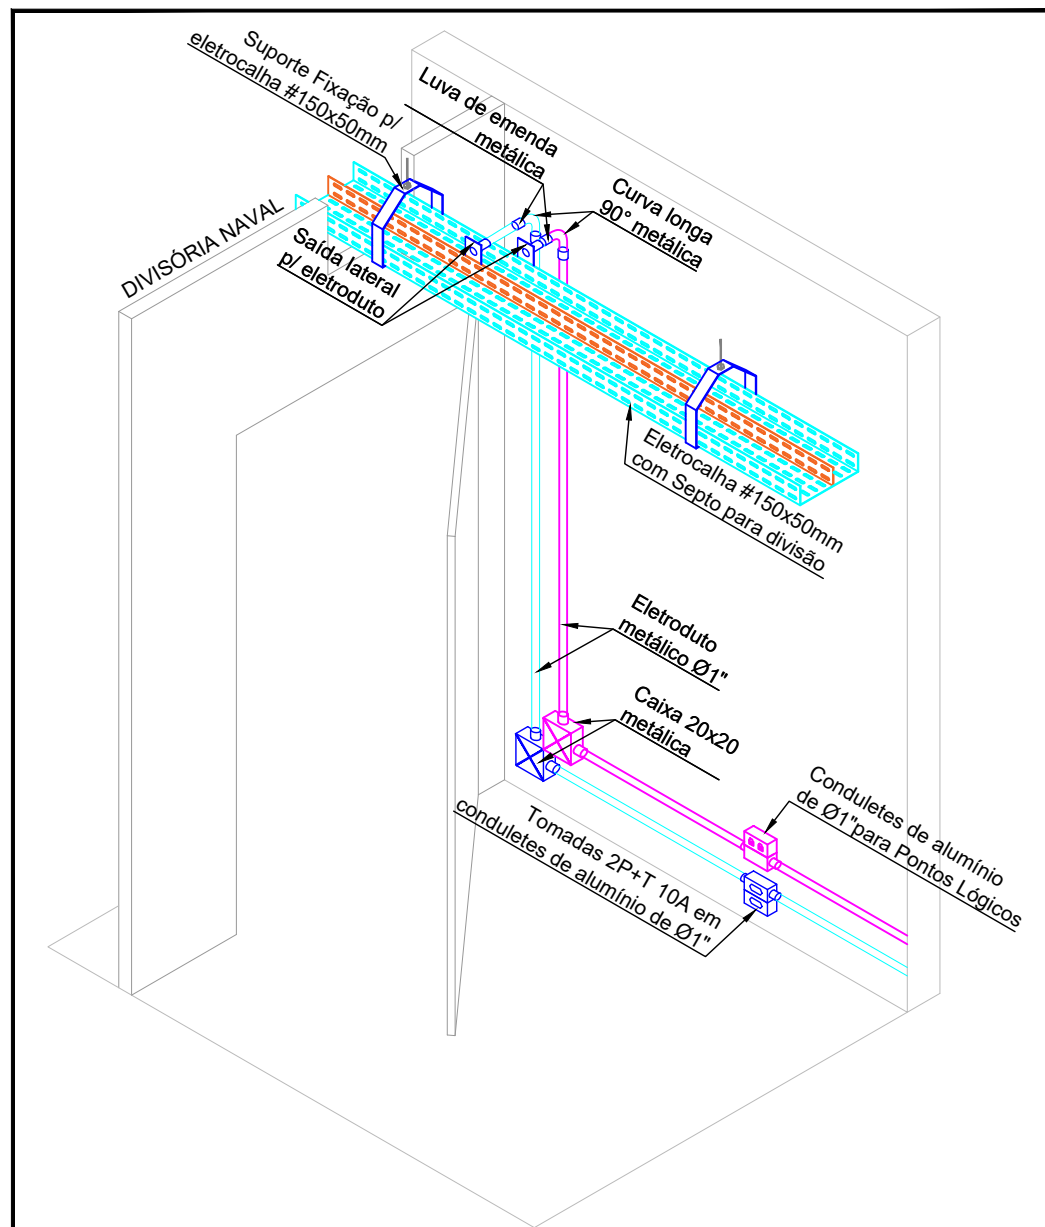 Suporte Fixação p/
eletrocalha #150x50mm
Luva de emenda
metálica
Curva longa
90° metálica
DIVISÓRIA NAVAL
Saída lateral
p/ eletroduto
Eletrocalha #150x50mm
com Septo para divisão
Eletroduto
metálico Ø1"
Caixa 20x20
metálica
Conduletes de alumínio
de Ø1"para Pontos Lógicos
Tomadas 2P+T 10A em
conduletes de alumínio de Ø1"